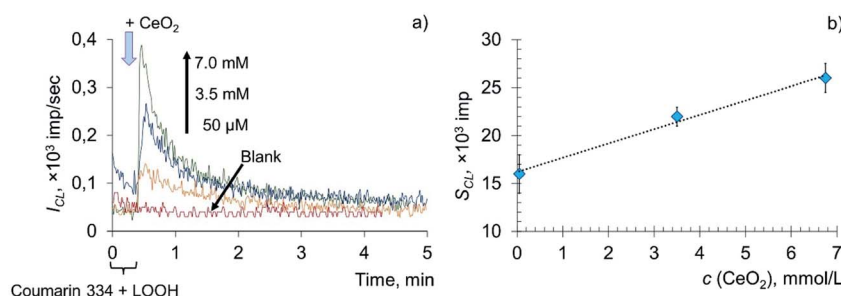 + CeO₂
a)
0,4
0,3
0,2
0,1
0
I_CL, ×10³ imp/sec
7.0 mM
3.5 mM
50 µM
Blank
0
1
2
3
4
5
Time, min
Coumarin 334 + LOOH
b)
30
25
20
15
10
S_CL, ×10³ imp
0
1
2
3
4
5
6
7
c (CeO₂), mmol/L